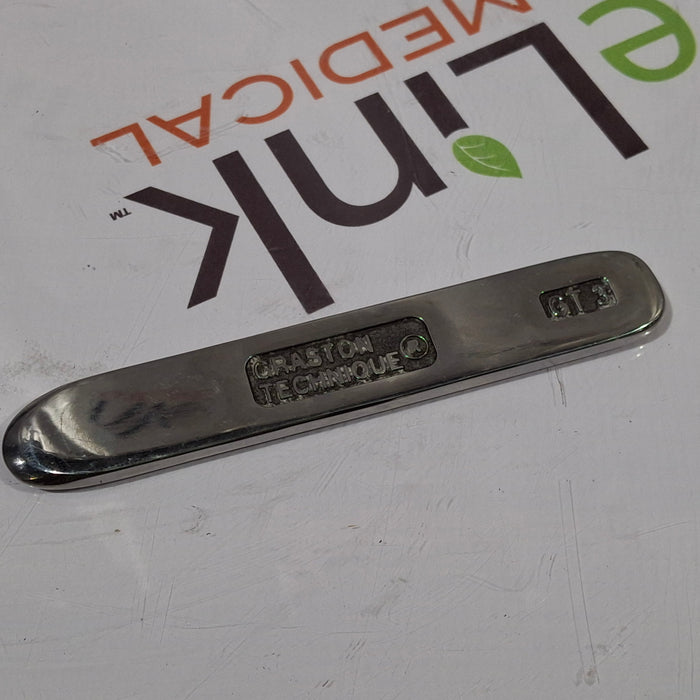 eLink
MEDICAL
™
GRASTON
TECHNIQUE®
GT 3